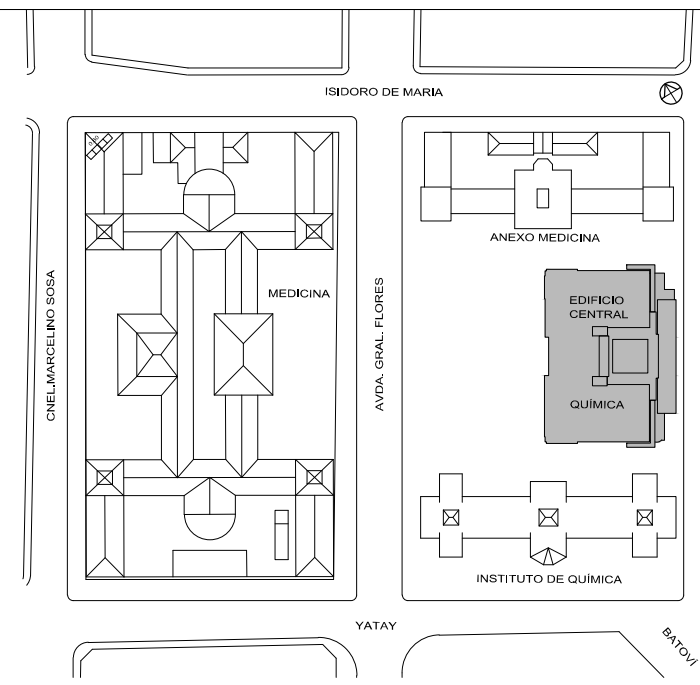 ISIDORO DE MARIA
ANEXO MEDICINA
CNEL.MARCELINO SOSA
MEDICINA
AVDA. GRAL. FLORES
EDIFICIO
CENTRAL
QUÍMICA
INSTITUTO DE QUÍMICA
YATAY
BATOVÍ